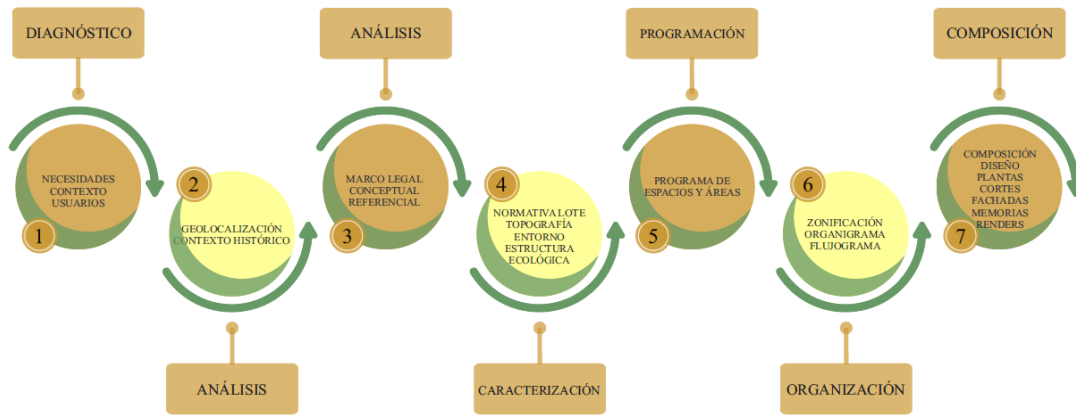 DIAGNÓSTICO
NECESIDADES
CONTEXTO
USUARIOS
1
2
GEOLOCALIZACIÓN
CONTEXTO HISTÓRICO
ANÁLISIS
ANÁLISIS
MARCO LEGAL
CONCEPTUAL
REFERENCIAL
3
4
NORMATIVA LOTE
TOPOGRAFÍA
ENTORNO
ESTRUCTURA
ECOLÓGICA
CARACTERIZACIÓN
PROGRAMACIÓN
PROGRAMA DE
ESPACIOS Y ÁREAS
5
6
ZONIFICACIÓN
ORGANIGRAMA
FLUJOGRAMA
ORGANIZACIÓN
COMPOSICIÓN
COMPOSICIÓN
DISEÑO
PLANTAS
CORTES
FACHADAS
MEMORIAS
RENDERS
7